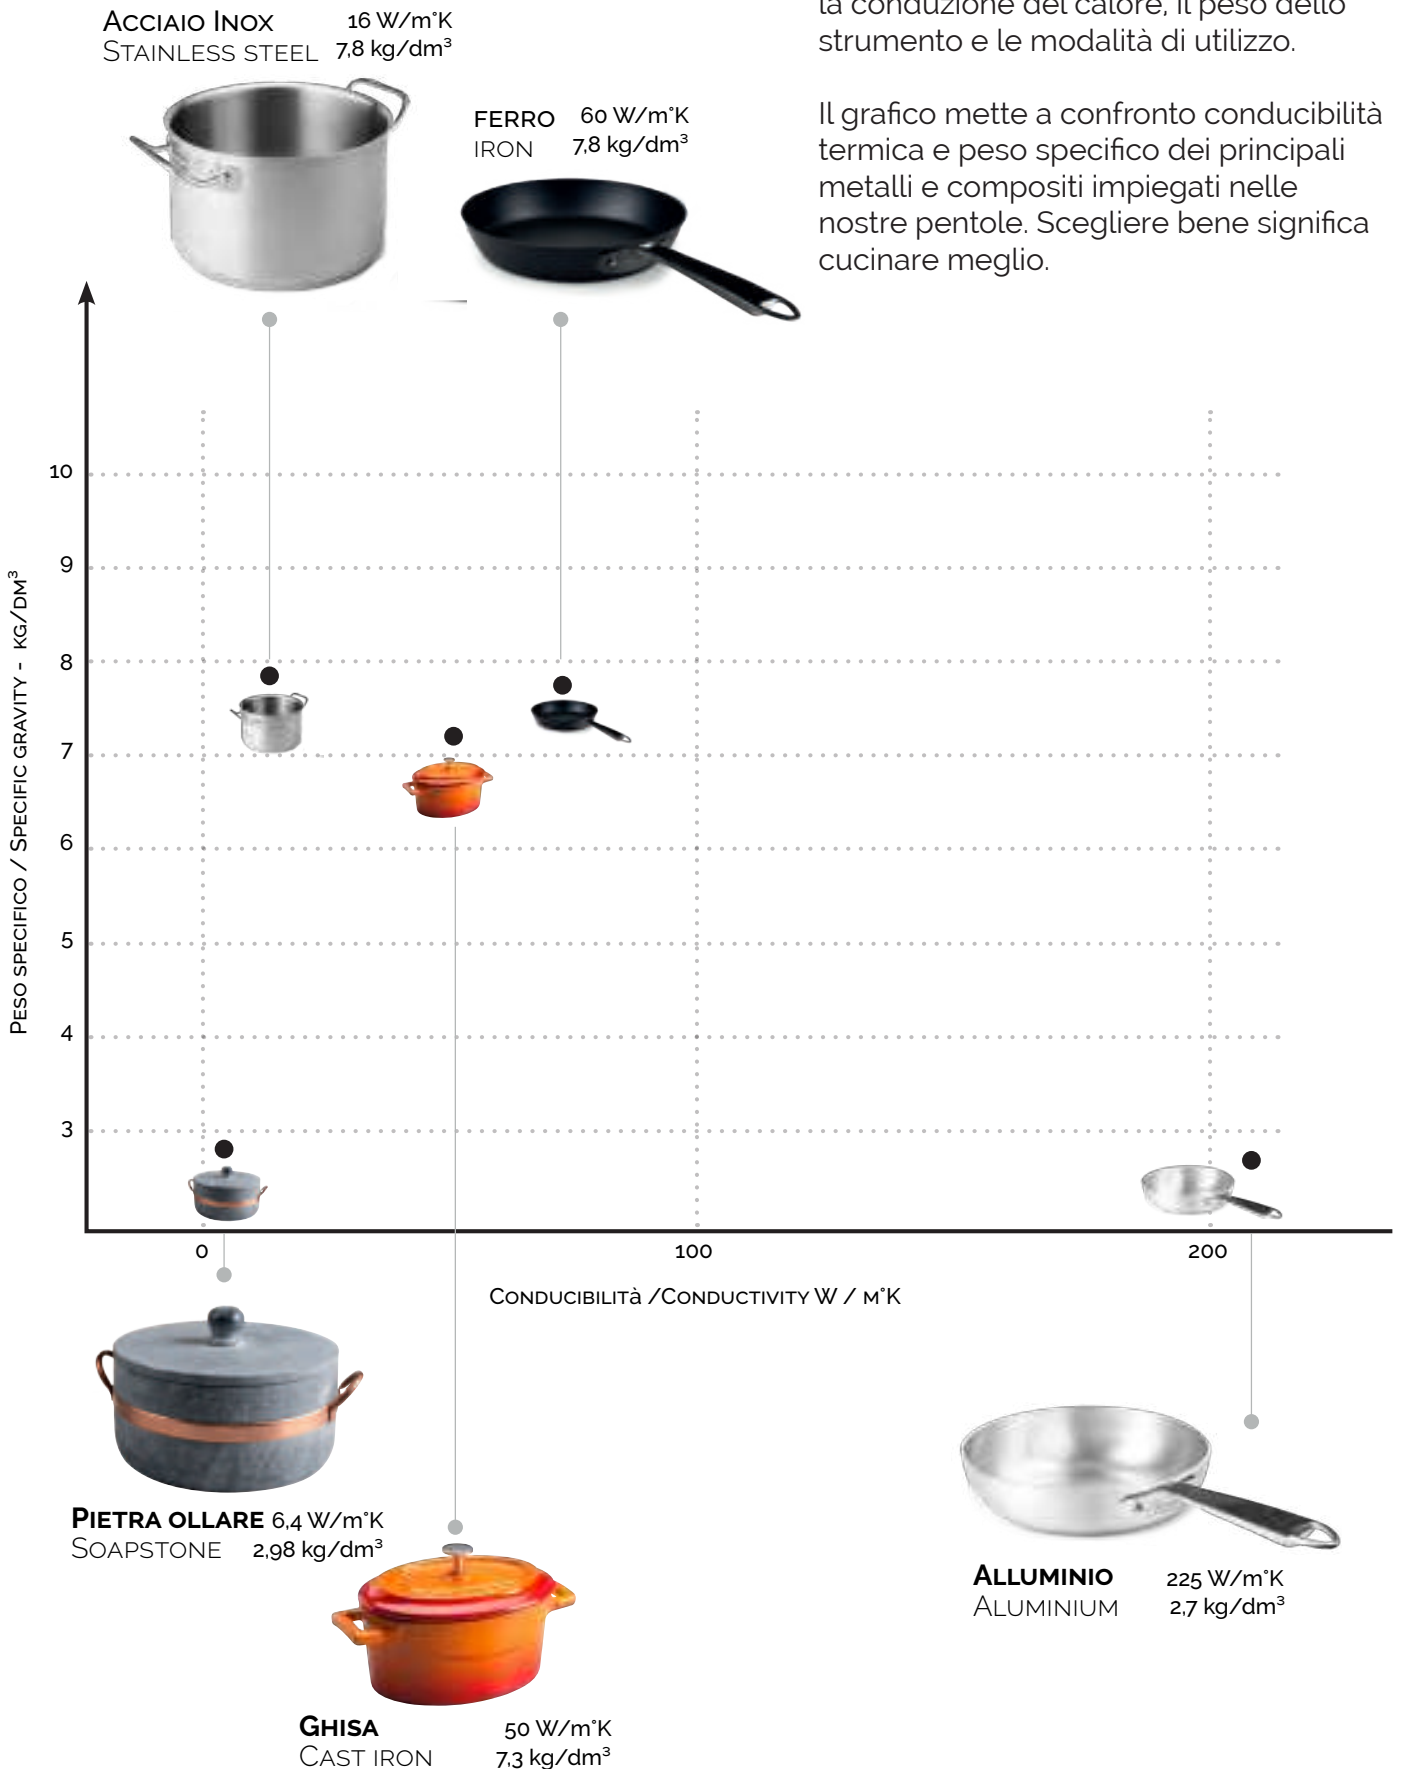 Acciaio Inox 16 W/m°K
Stainless steel 7,8 kg/dm³
la conduzione del calore, il peso dello
strumento e le modalità di utilizzo.
FERRO 60 W/m°K
IRON 7,8 kg/dm³
Il grafico mette a confronto conducibilità
termica e peso specifico dei principali
metalli e compositi impiegati nelle
nostre pentole. Scegliere bene significa
cucinare meglio.
10
9
8
7
6
5
4
3
Peso specifico / Specific gravity - kg/dm³
0 100 200
Conducibilità /Conductivity W / m°K
Pietra ollare 6,4 W/m°K
Soapstone 2,98 kg/dm³
Alluminio 225 W/m°K
Aluminium 2,7 kg/dm³
Ghisa 50 W/m°K
Cast iron 7,3 kg/dm³